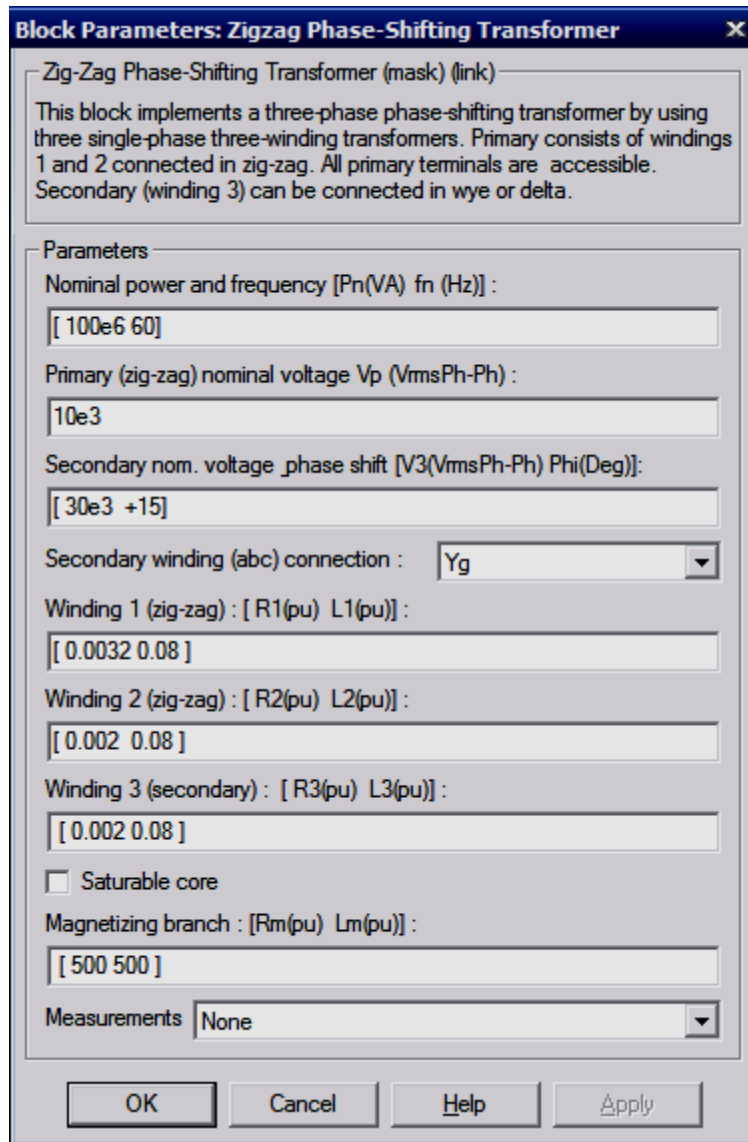 Block Parameters: Zigzag Phase-Shifting Transformer
Zig-Zag Phase-Shifting Transformer (mask) (link)
This block implements a three-phase phase-shifting transformer by using
three single-phase three-winding transformers. Primary consists of windings
1 and 2 connected in zig-zag. All primary terminals are accessible.
Secondary (winding 3) can be connected in wye or delta.
Parameters
Nominal power and frequency [Pn(VA) fn (Hz)] :
[ 100e6 60]
Primary (zig-zag) nominal voltage Vp (VrmsPh-Ph) :
10e3
Secondary nom. voltage ,phase shift [V3(VrmsPh-Ph) Phi(Deg)]:
[ 30e3 +15]
Secondary winding (abc) connection : Yg
Winding 1 (zig-zag) : [ R1(pu) L1(pu)] :
[ 0.0032 0.08 ]
Winding 2 (zig-zag) : [ R2(pu) L2(pu)] :
[ 0.002 0.08 ]
Winding 3 (secondary) : [ R3(pu) L3(pu)] :
[ 0.002 0.08 ]
Saturable core
Magnetizing branch : [Rm(pu) Lm(pu)] :
[ 500 500 ]
Measurements None
OK Cancel Help Apply